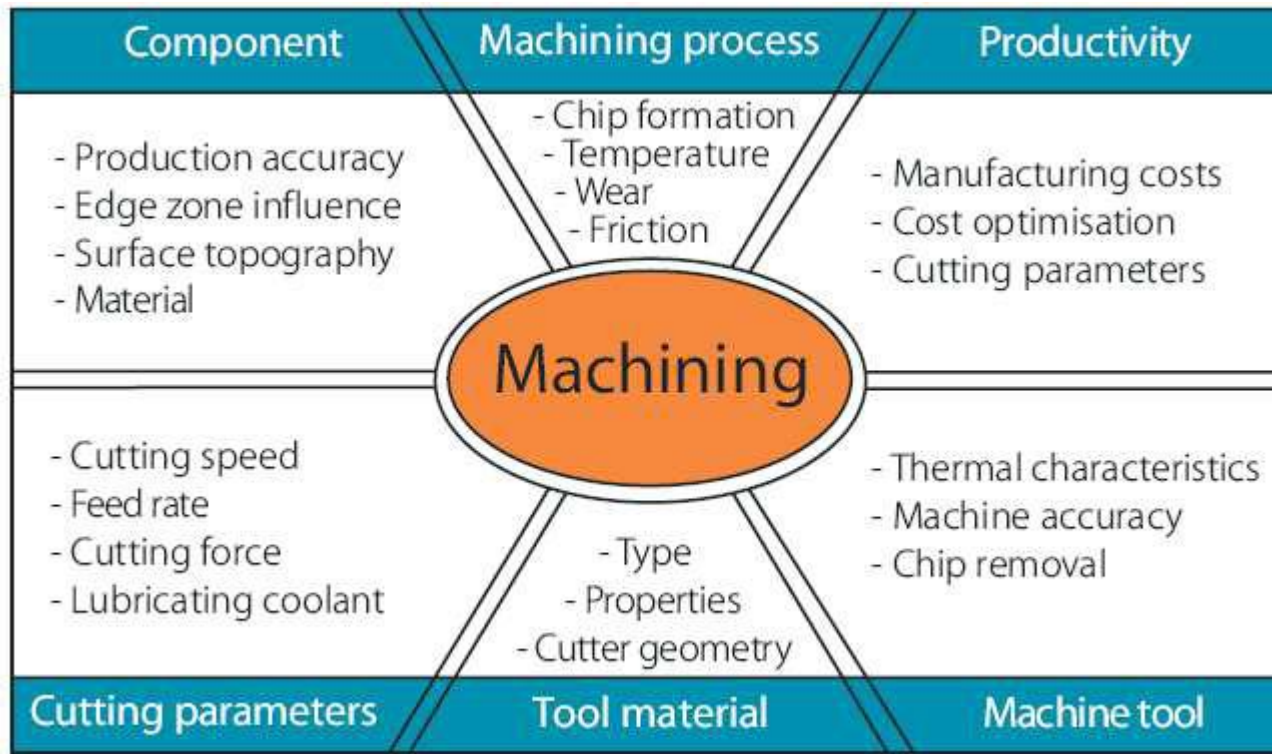 Component
Machining process
Productivity
- Production accuracy
- Edge zone influence
- Surface topography
- Material
- Chip formation
- Temperature
- Wear
- Friction
- Manufacturing costs
- Cost optimisation
- Cutting parameters
Machining
- Cutting speed
- Feed rate
- Cutting force
- Lubricating coolant
- Type
- Properties
- Cutter geometry
- Thermal characteristics
- Machine accuracy
- Chip removal
Cutting parameters
Tool material
Machine tool